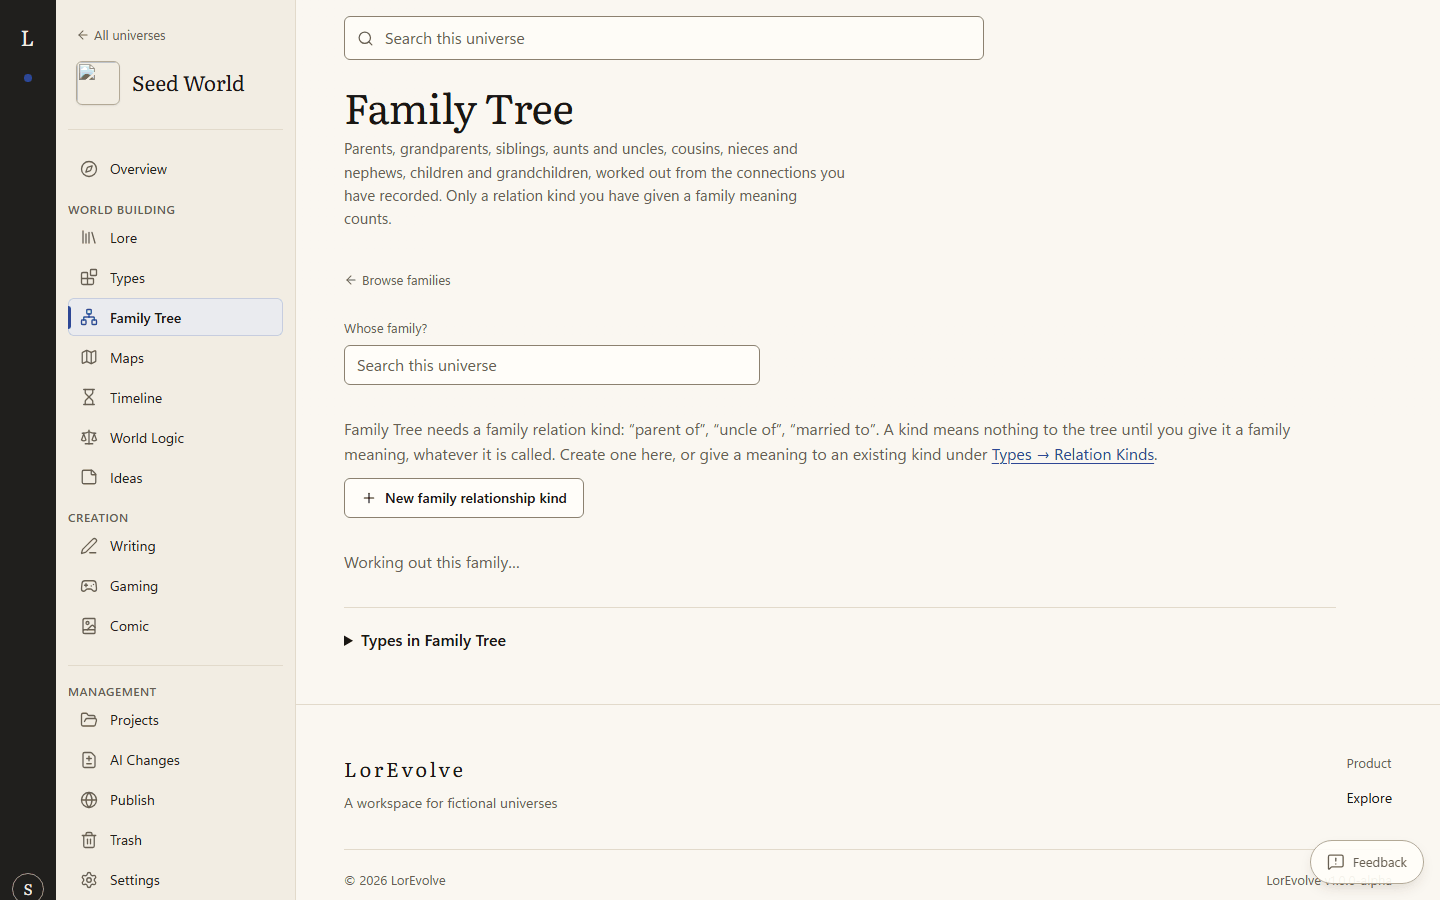 L
← All universes
Seed World
Overview
WORLD BUILDING
Lore
Types
Family Tree
Maps
Timeline
World Logic
Ideas
CREATION
Writing
Gaming
Comic
MANAGEMENT
Projects
AI Changes
Publish
Trash
Settings
S
Search this universe
Family Tree
Parents, grandparents, siblings, aunts and uncles, cousins, nieces and
nephews, children and grandchildren, worked out from the connections you
have recorded. Only a relation kind you have given a family meaning
counts.
← Browse families
Whose family?
Search this universe
Family Tree needs a family relation kind: “parent of”, “uncle of”, “married to”. A kind means nothing to the tree until you give it a family
meaning, whatever it is called. Create one here, or give a meaning to an existing kind under Types → Relation Kinds.
+ New family relationship kind
Working out this family…
Types in Family Tree
LorEvolve
A workspace for fictional universes
Product
Explore
© 2026 LorEvolve
LorEvolve
Feedback